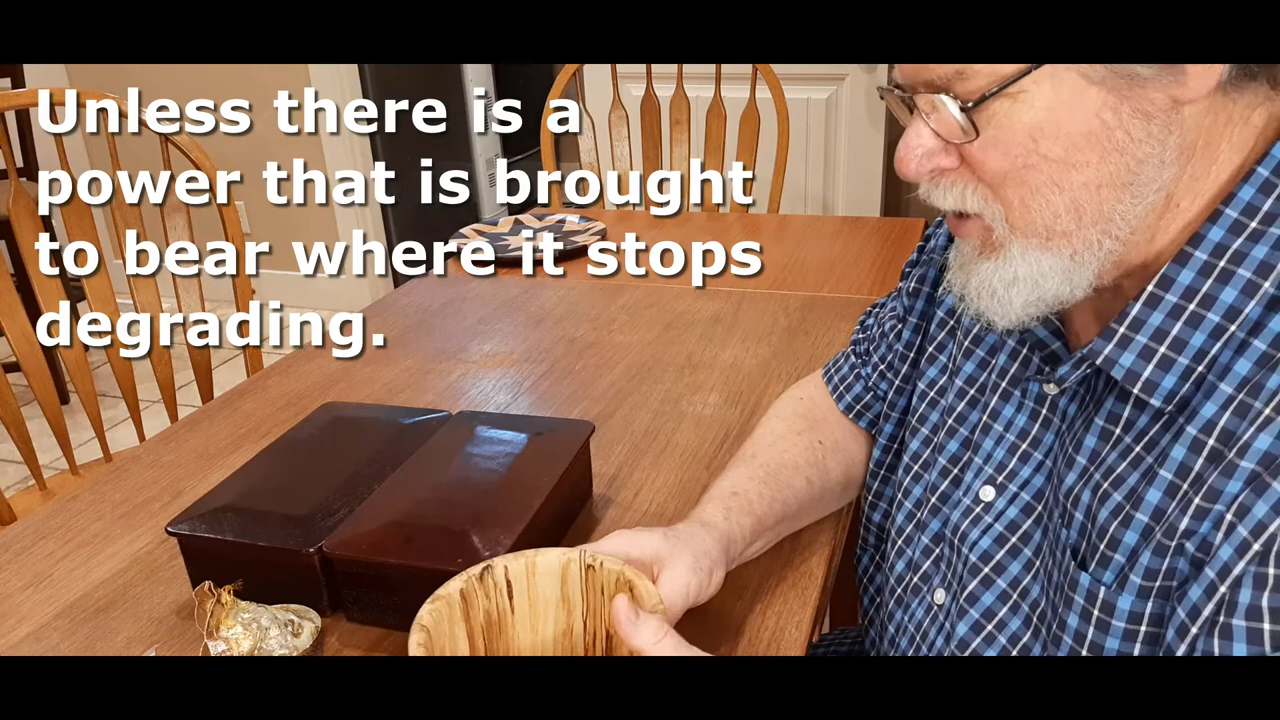 Unless there is a
power that is brought
to bear where it stops
degrading.